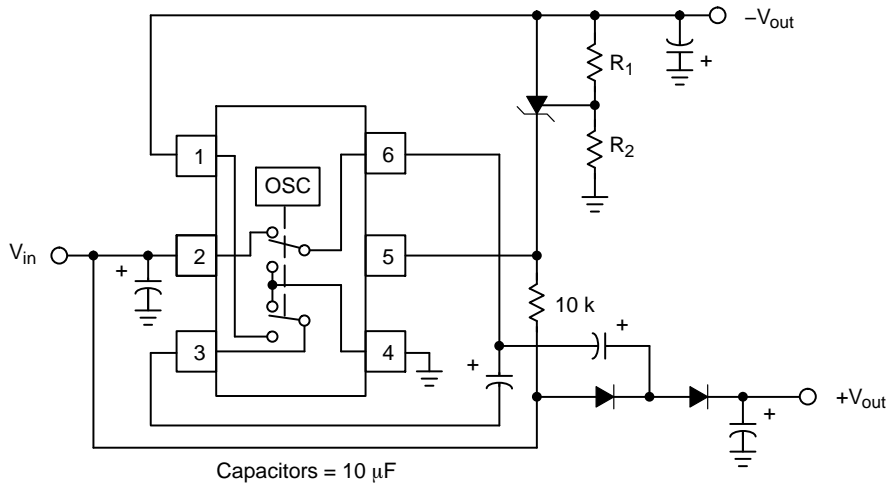 –Vout
R1
R2
1
6
OSC
Vin
2
5
+
10 k
3
4
+
+
+
+
+Vout
Capacitors = 10 μF